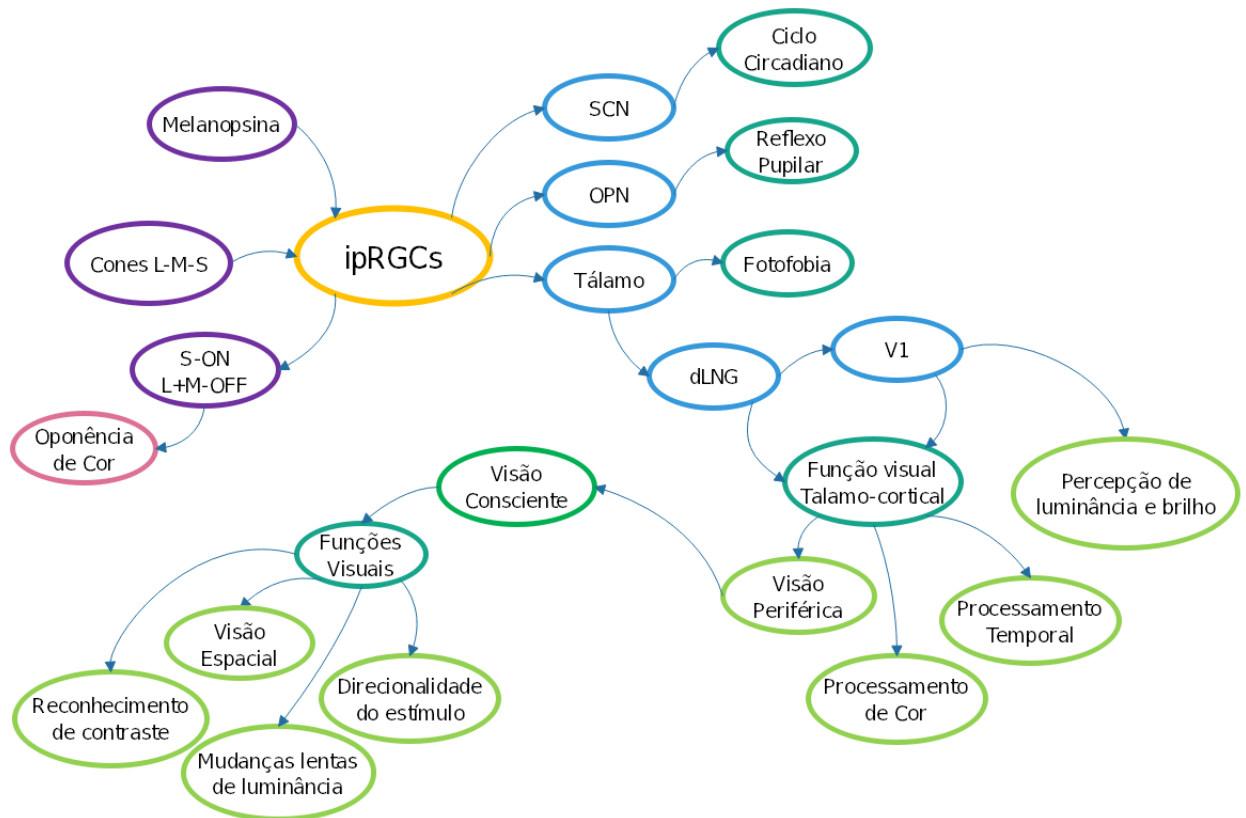 Ciclo
Circadiano
SCN
Melanopsina
Reflexo
Pupilar
OPN
ipRGCs
Cones L-M-S
Tálamo
Fotofobia
S-ON
L+M-OFF
dLNG
V1
Oponência
de Cor
Visão
Consciente
Função visual
Talamo-cortical
Percepção de
luminância e brilho
Funções
Visuais
Visão
Periférica
Processamento
Temporal
Visão
Espacial
Reconhecimento
de contraste
Direcionalidade
do estímulo
Processamento
de Cor
Mudanças lentas
de luminância